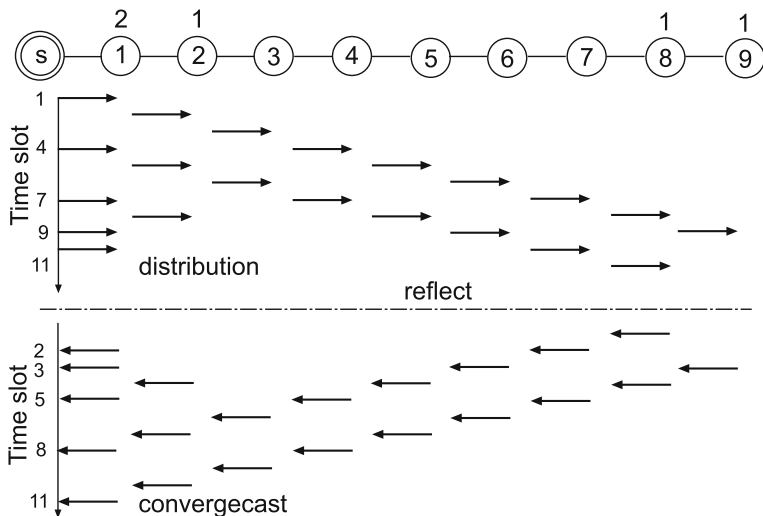 2 1 1 1
s 1 2 3 4 5 6 7 8 9
Time slot
1
4
7
9
11
distribution
reflect
Time slot
2
3
5
8
11
convergecast